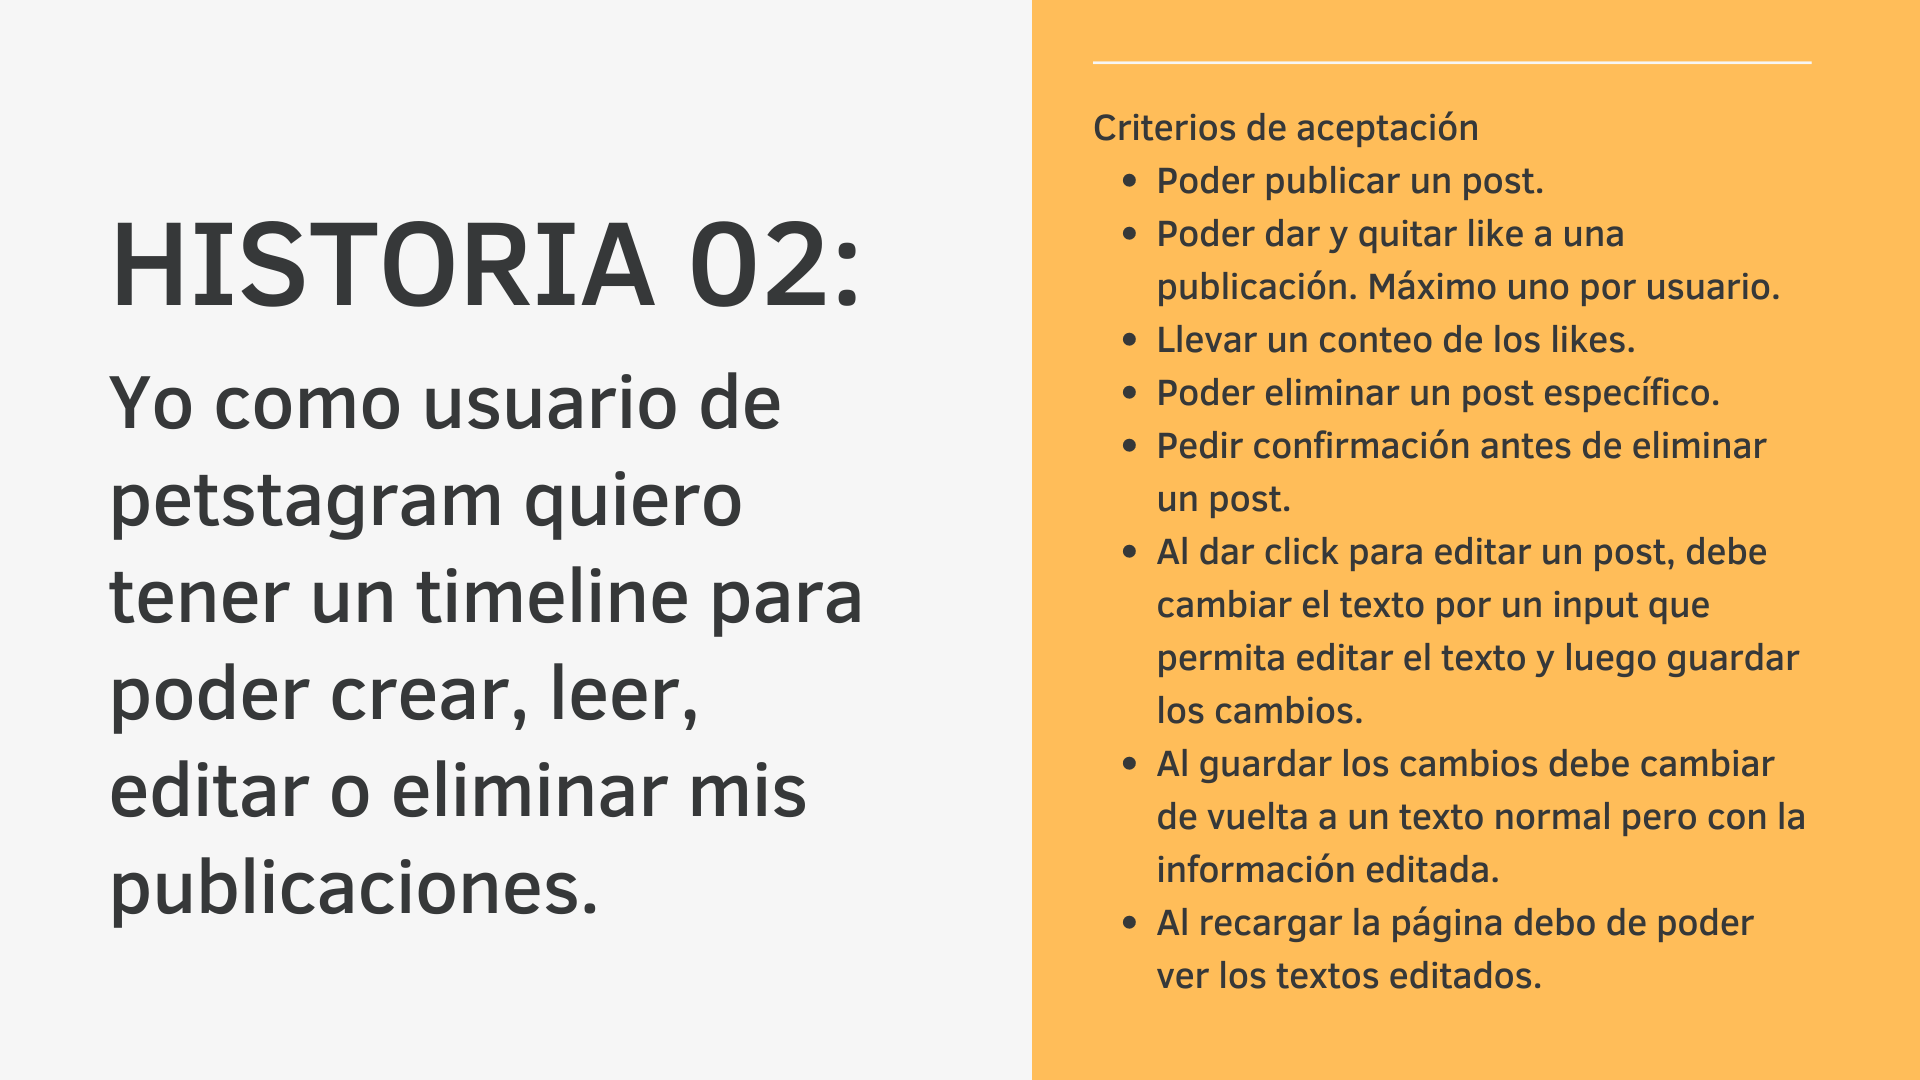 HISTORIA 02:
Yo como usuario de
petstagram quiero
tener un timeline para
poder crear, leer,
editar o eliminar mis
publicaciones.
Criterios de aceptación
• Poder publicar un post.
• Poder dar y quitar like a una
publicación. Máximo uno por usuario.
• Llevar un conteo de los likes.
• Poder eliminar un post específico.
• Pedir confirmación antes de eliminar
un post.
• Al dar click para editar un post, debe
cambiar el texto por un input que
permita editar el texto y luego guardar
los cambios.
• Al guardar los cambios debe cambiar
de vuelta a un texto normal pero con la
información editada.
• Al recargar la página debo de poder
ver los textos editados.